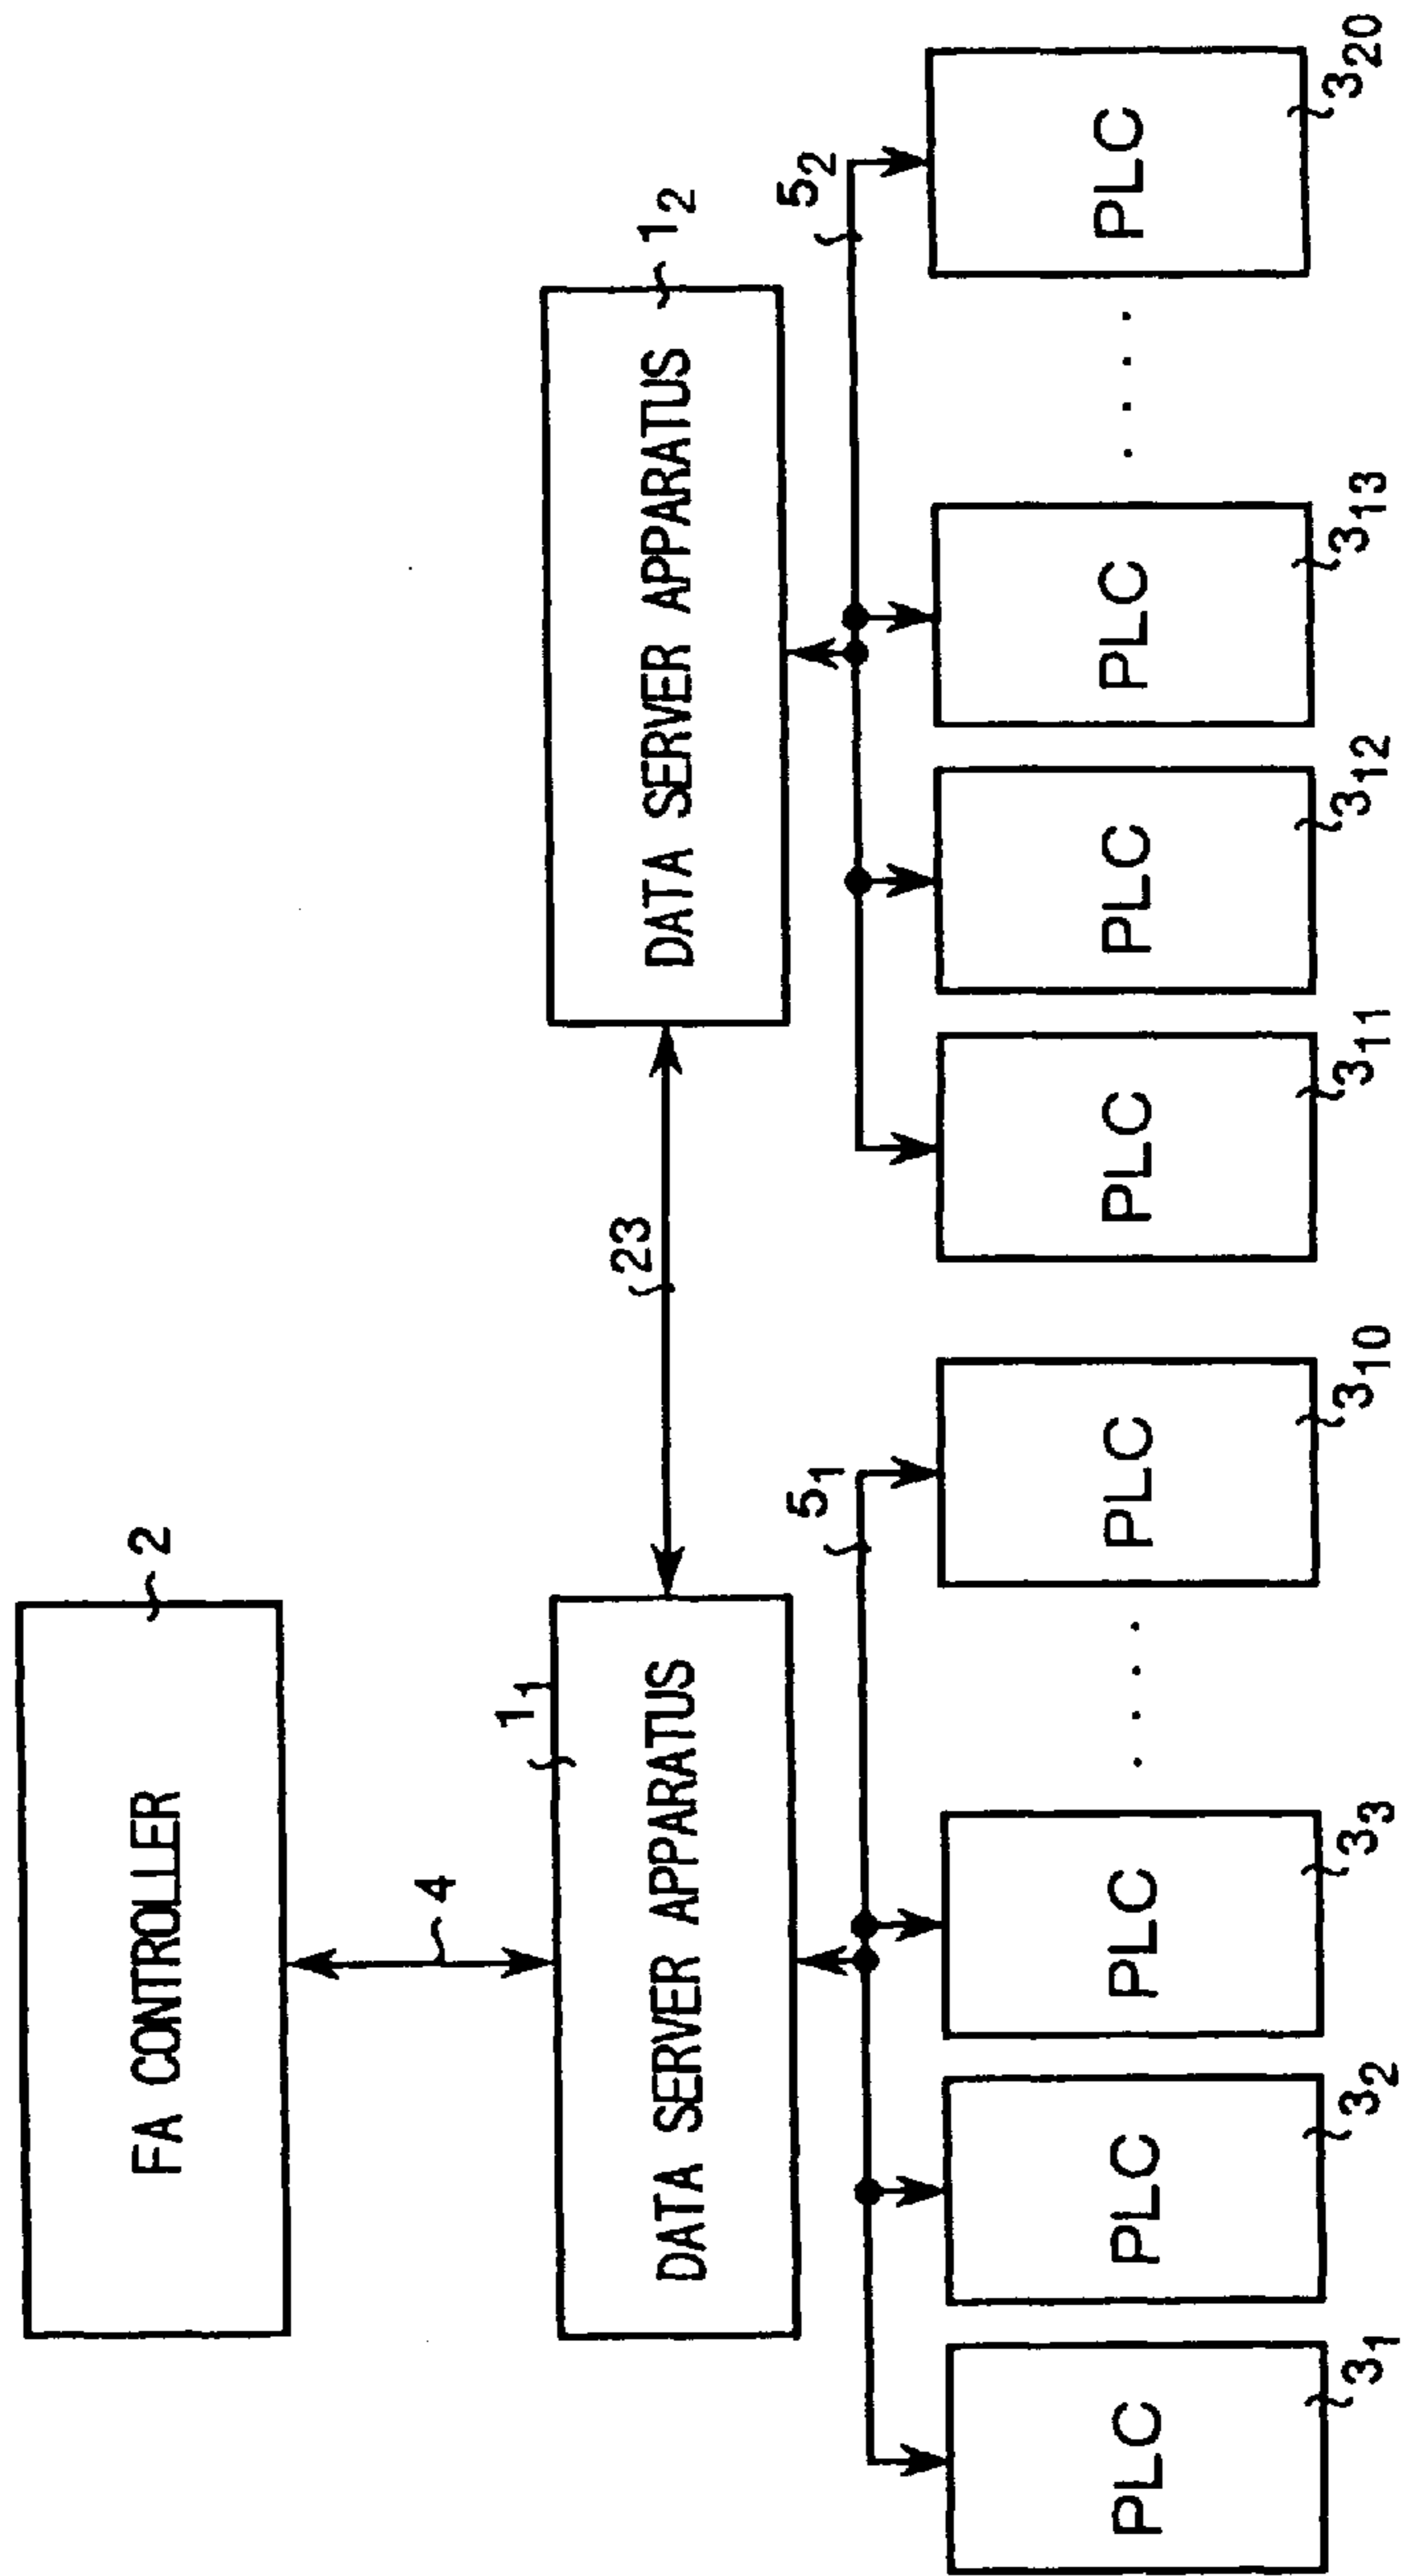 FA CONTROLLER
2
4
1₁
DATA SERVER APPARATUS
23
DATA SERVER APPARATUS
1₂
5₁
5₂
PLC
3₁
PLC
3₂
PLC
3₃
. . . .
PLC
3₁₀
PLC
3₁₁
PLC
3₁₂
PLC
3₁₃
. . . .
PLC
3₂₀